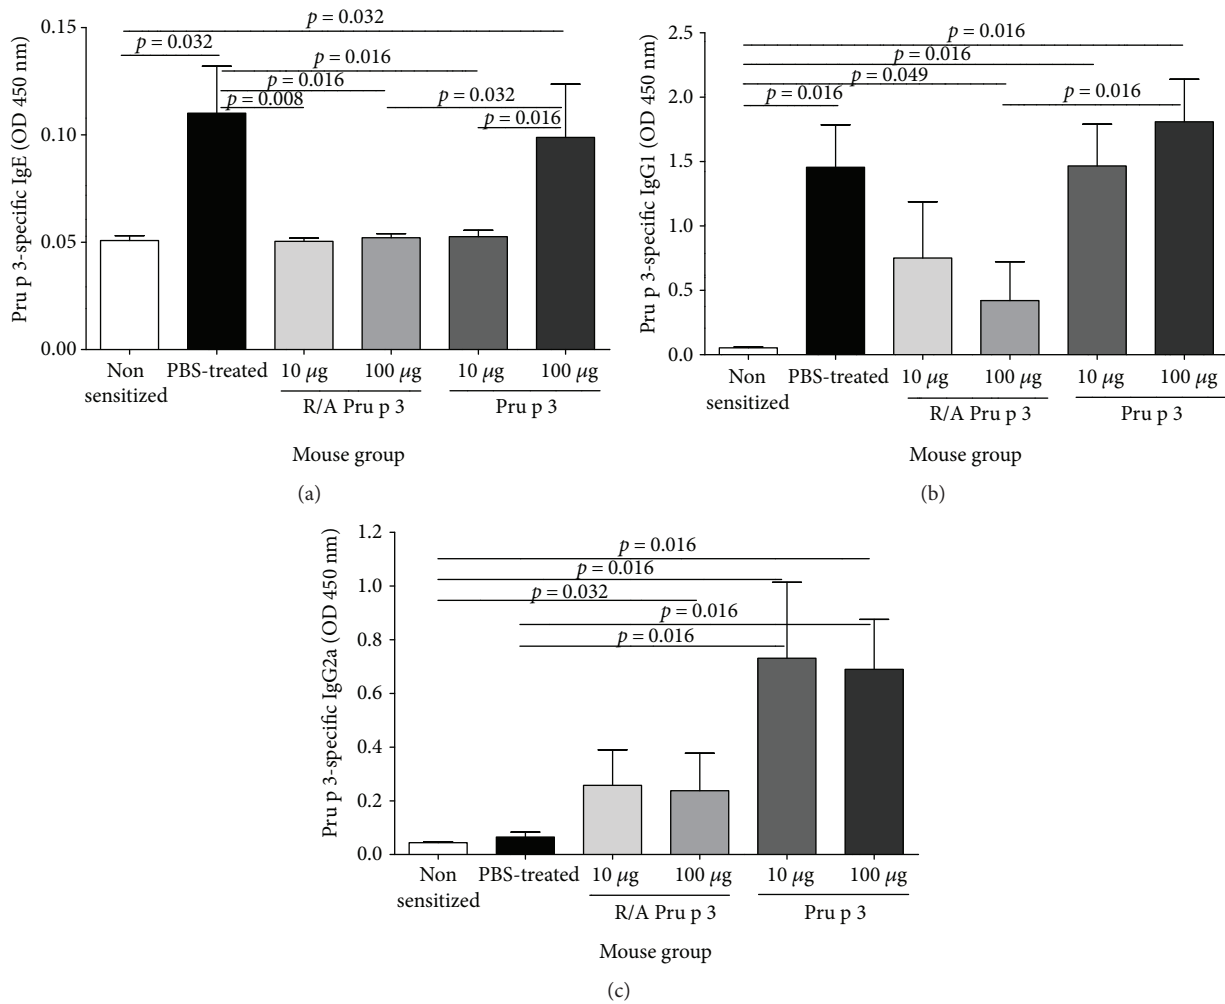 0.15
0.10
0.05
0.00
Pru p 3-specific IgE (OD 450 nm)
p = 0.032
p = 0.032
p = 0.016
p = 0.016
p = 0.008
p = 0.032
p = 0.016
Non
sensitized
PBS-treated
10 μg
100 μg
10 μg
100 μg
R/A Pru p 3
Pru p 3
Mouse group
(a)
2.5
2.0
1.5
1.0
0.5
0.0
Pru p 3-specific IgG1 (OD 450 nm)
p = 0.016
p = 0.016
p = 0.049
p = 0.016
p = 0.016
Non
sensitized
PBS-treated
10 μg
100 μg
10 μg
100 μg
R/A Pru p 3
Pru p 3
Mouse group
(b)
1.2
1.0
0.8
0.6
0.4
0.2
0.0
Pru p 3-specific IgG2a (OD 450 nm)
p = 0.016
p = 0.016
p = 0.032
p = 0.016
p = 0.016
Non
sensitized
PBS-treated
10 μg
100 μg
10 μg
100 μg
R/A Pru p 3
Pru p 3
Mouse group
(c)